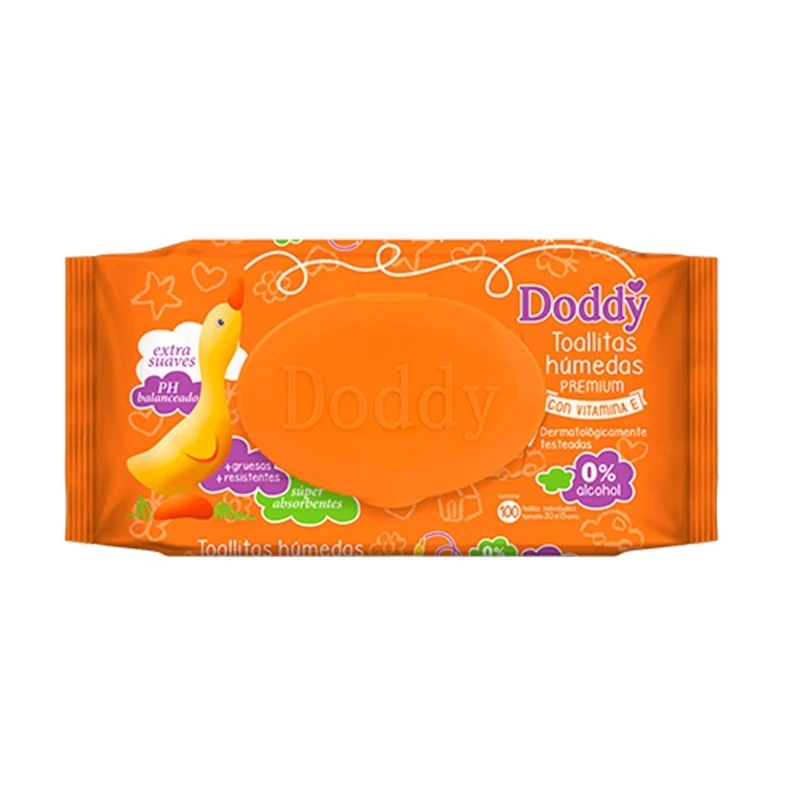 Doddy
Toallitas
húmedas
PREMIUM
CON VITAMINA E
Dermatológicamente
testeadas
0%
alcohol
100
extra
suaves
PH
balanceado
Doddy
+gruesas
+resistentes
súper
absorbentes
Toallitas húmedas
0%